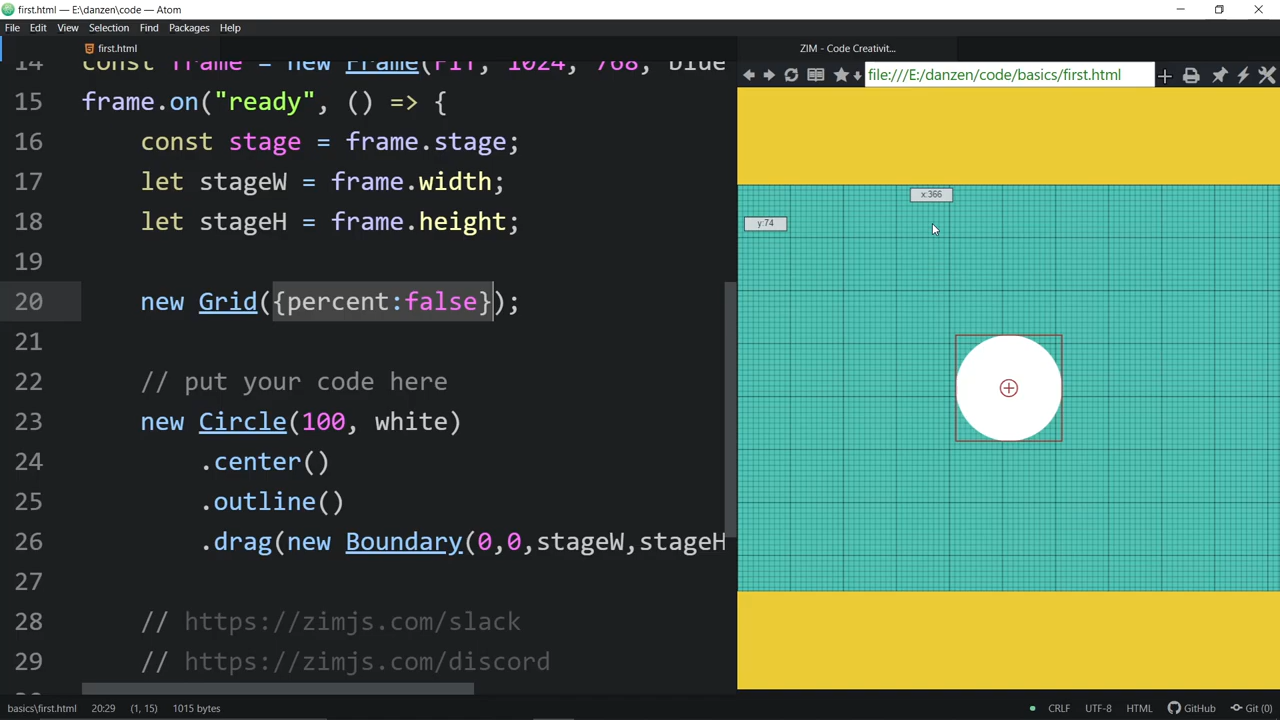 first.html — E:\danzen\code — Atom
File Edit View Selection Find Packages Help
first.html
ZIM - Code Creativit...
file:///E:/danzen/code/basics/first.html
14 const frame = new Frame(FIT, 1024, 768, blue
15 frame.on("ready", () => {
16 const stage = frame.stage;
17 let stageW = frame.width;
18 let stageH = frame.height;
19
20 new Grid({percent:false});
21
22 // put your code here
23 new Circle(100, white)
24 .center()
25 .outline()
26 .drag(new Boundary(0,0,stageW,stageH
27
28 // https://zimjs.com/slack
29 // https://zimjs.com/discord
x:366
y:74
basics\first.html 20:29 (1, 15) 1015 bytes
CRLF UTF-8 HTML GitHub Git (0)